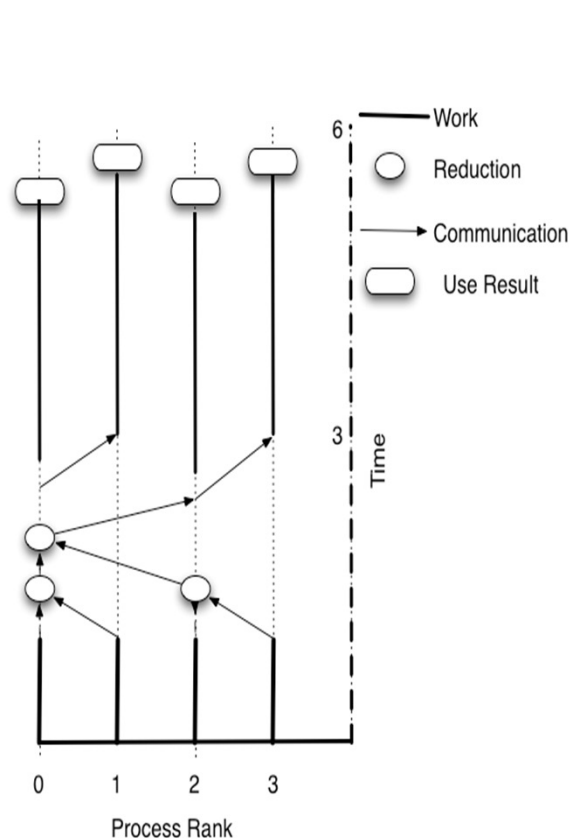 6
Work
Reduction
Communication
Use Result
3
Time
0 1 2 3
Process Rank